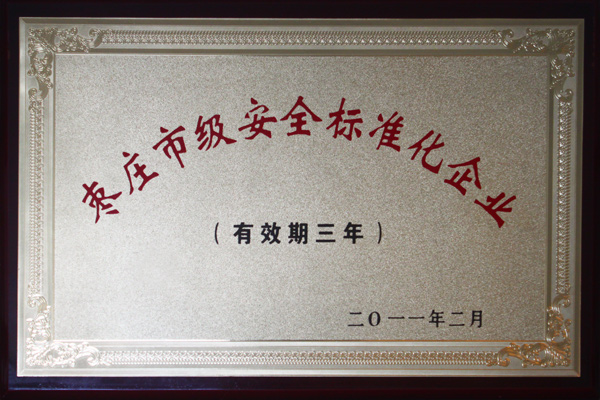 枣庄市级安全标准化企业
（有效期三年）
二〇一一年二月